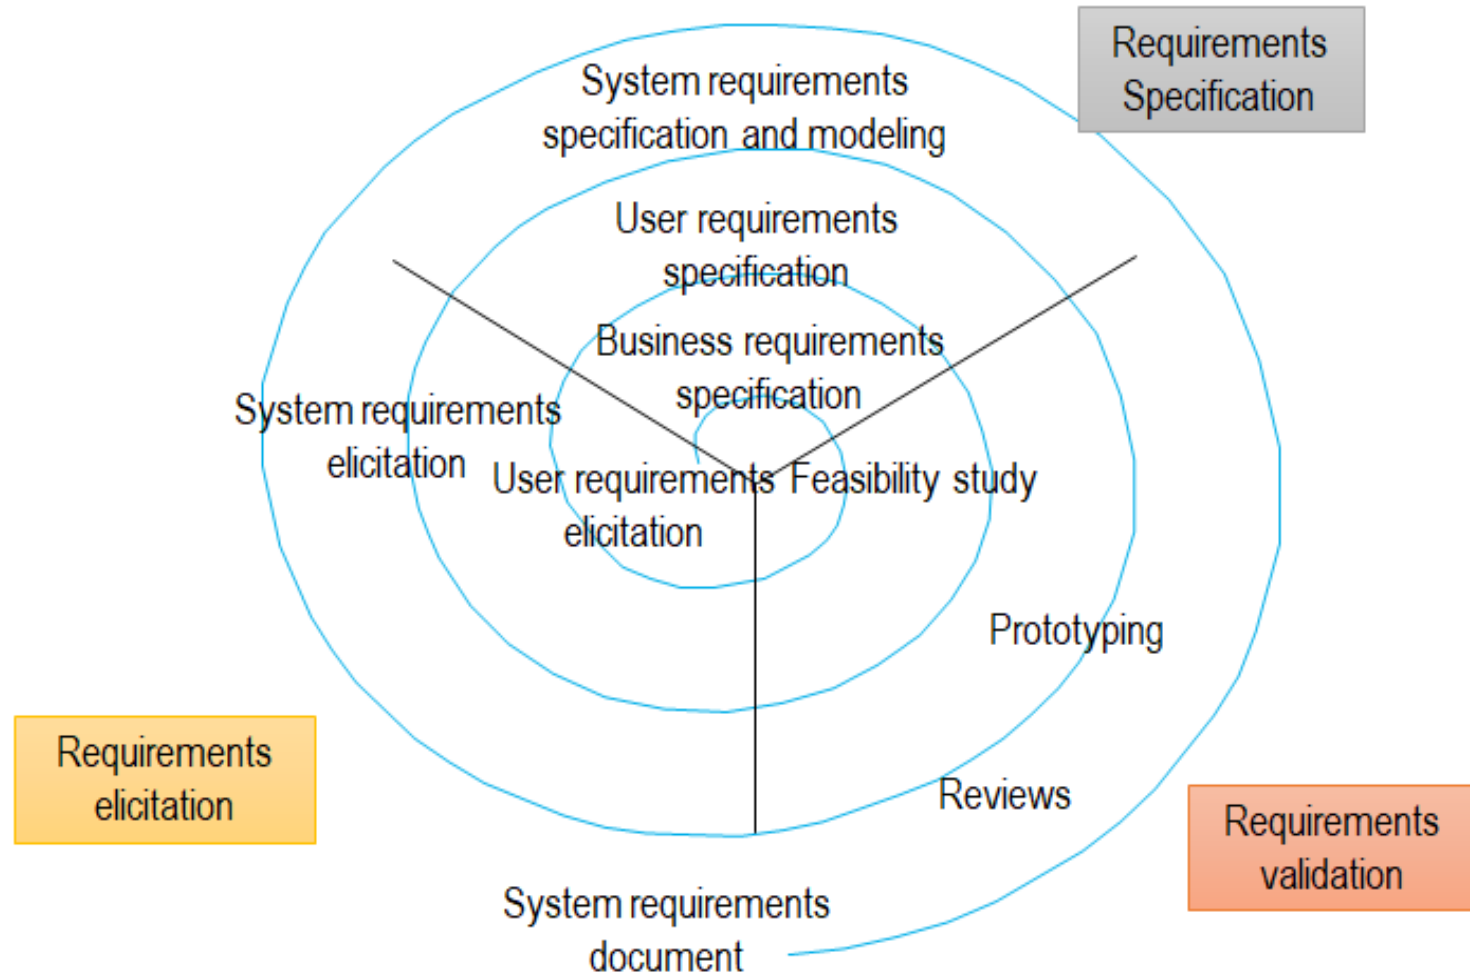 Requirements
Specification
System requirements
specification and modeling
User requirements
specification
Business requirements
specification
System requirements
elicitation
User requirements
elicitation
Feasibility study
Prototyping
Reviews
Requirements
elicitation
Requirements
validation
System requirements
document